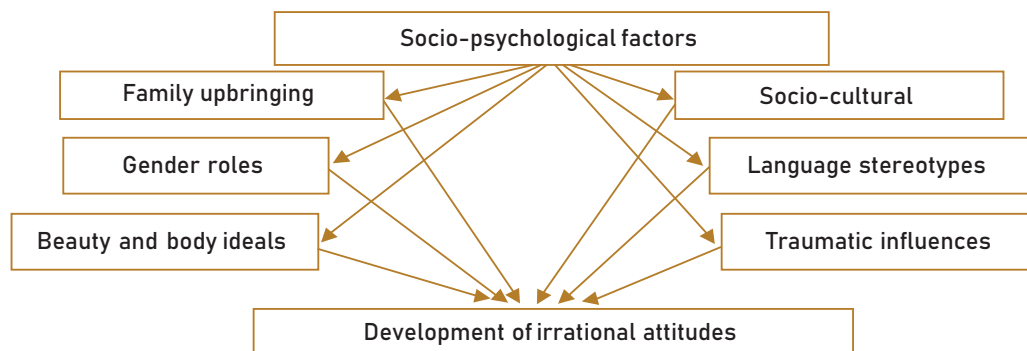 Socio-psychological factors
Family upbringing
Socio-cultural
Gender roles
Language stereotypes
Beauty and body ideals
Traumatic influences
Development of irrational attitudes